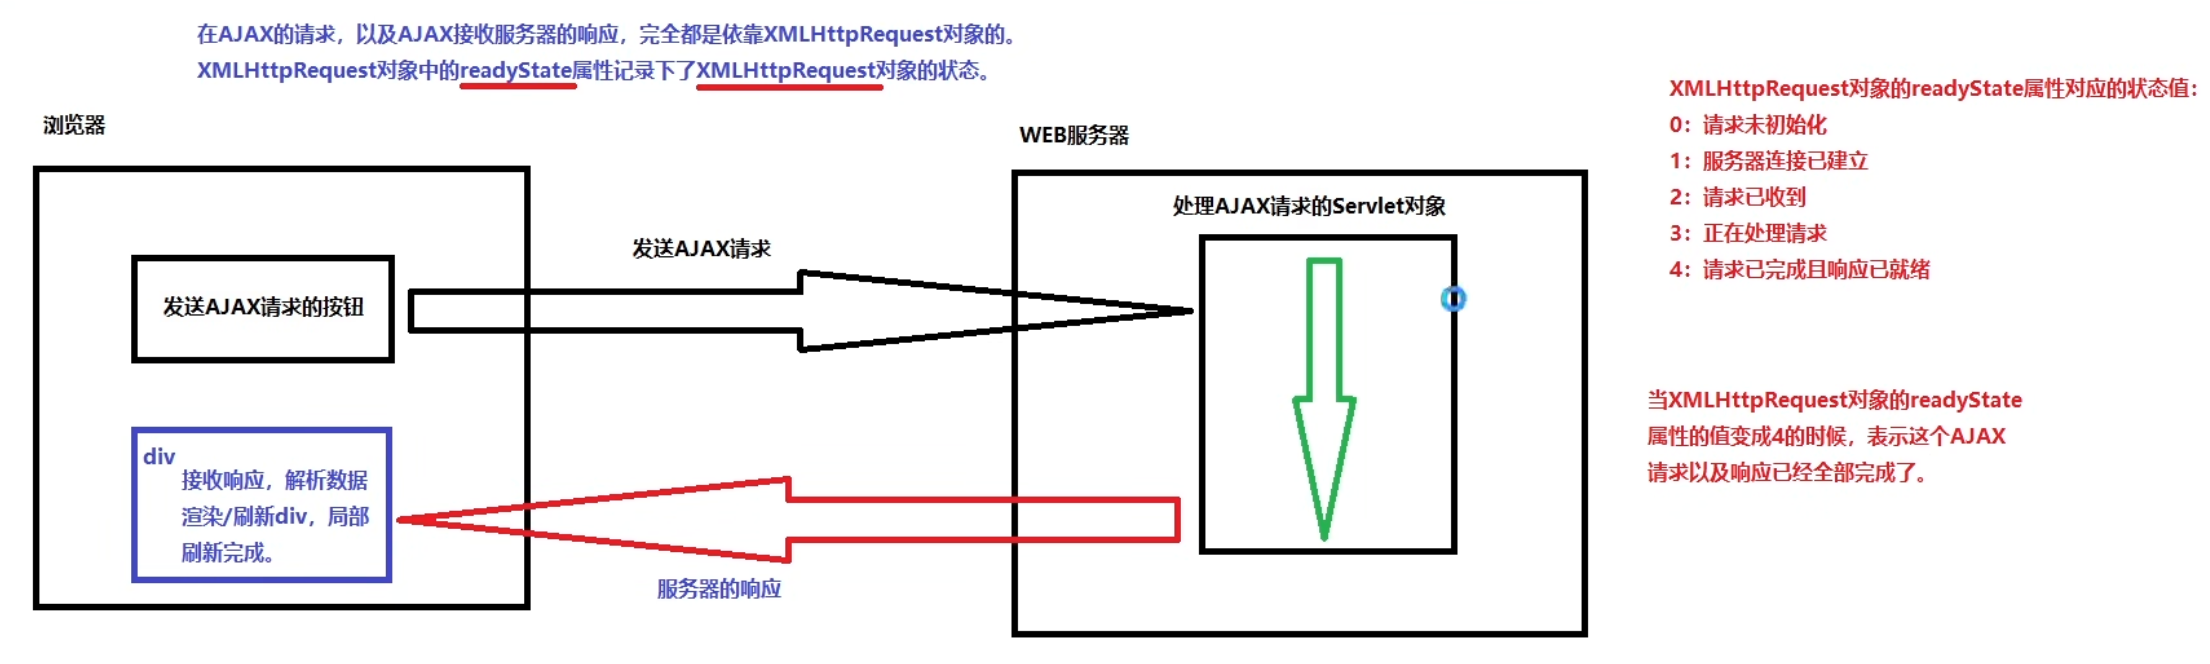 在AJAX的请求，以及AJAX接收服务器的响应，完全都是依靠XMLHttpRequest对象的。
XMLHttpRequest对象中的readyState属性记录下了XMLHttpRequest对象的状态。
浏览器
发送AJAX请求的按钮
div
接收响应，解析数据
渲染/刷新div，局部
刷新完成。
发送AJAX请求
服务器的响应
WEB服务器
处理AJAX请求的Servlet对象
XMLHttpRequest对象的readyState属性对应的状态值：
0：请求未初始化
1：服务器连接已建立
2：请求已收到
3：正在处理请求
4：请求已完成且响应已就绪
当XMLHttpRequest对象的readyState
属性的值变成4的时候，表示这个AJAX
请求以及响应已经全部完成了。